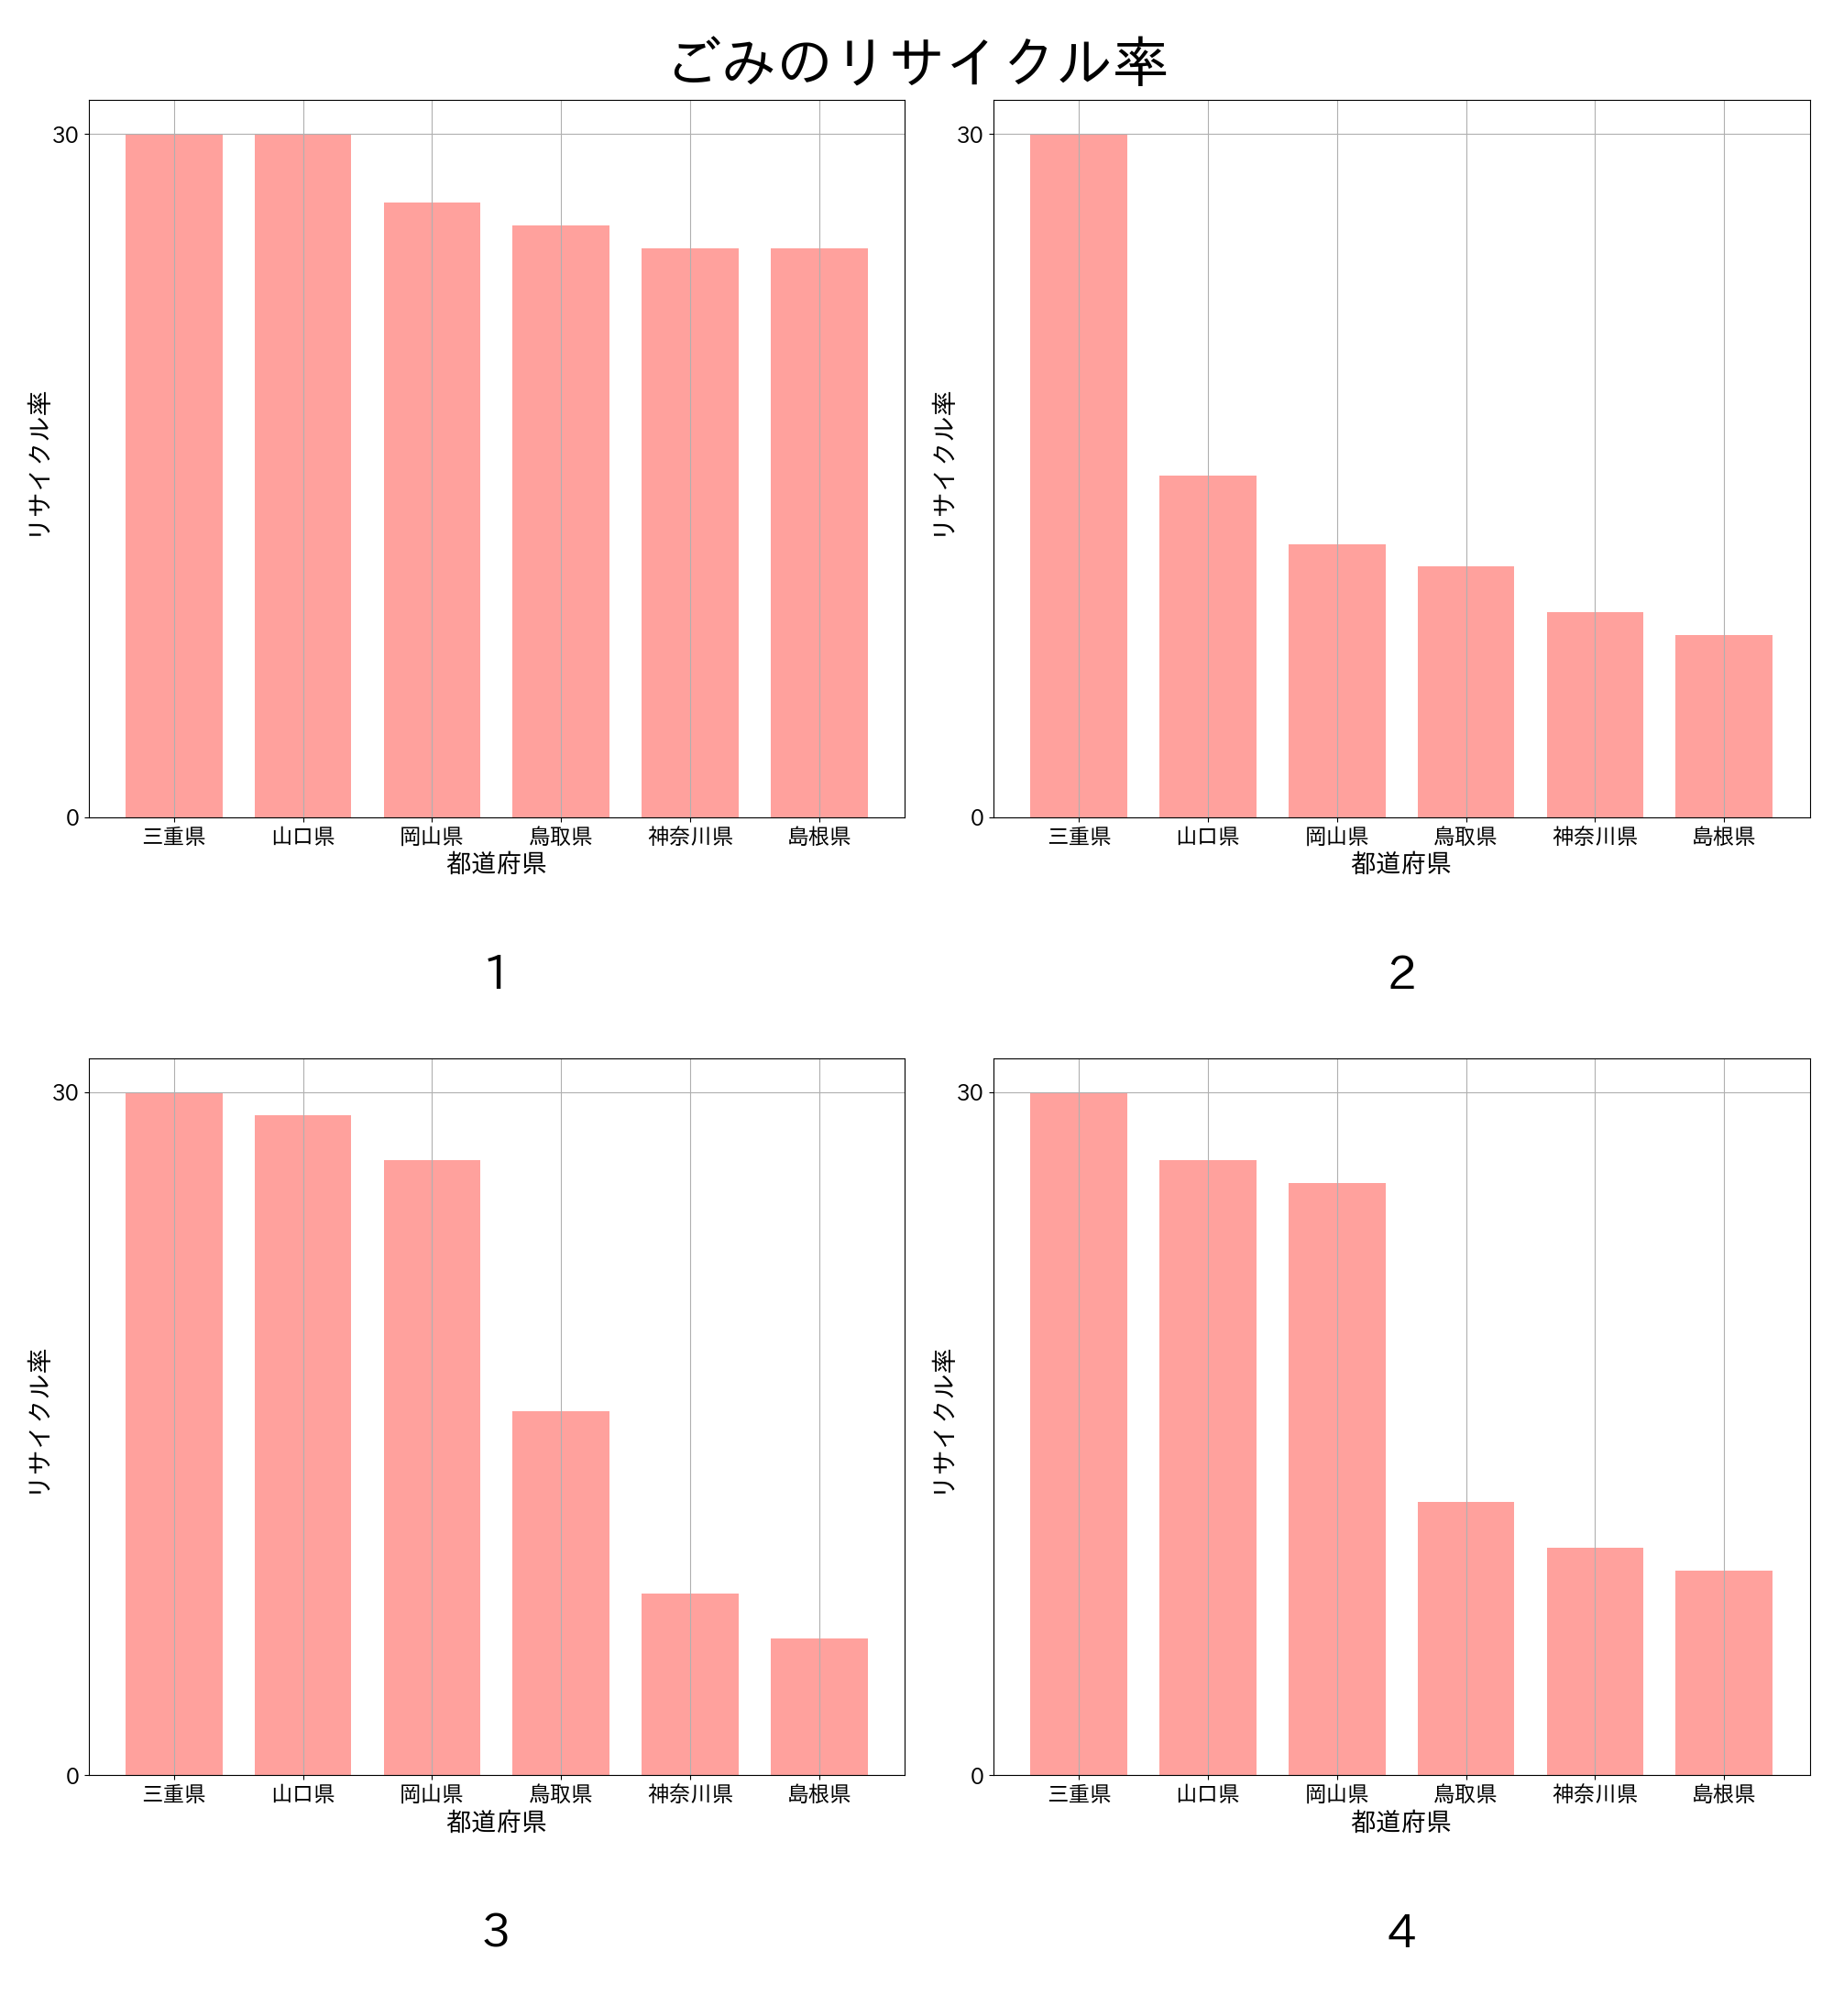 ごみのリサイクル率
30
0
リサイクル率
三重県 山口県 岡山県 鳥取県 神奈川県 島根県
都道府県
1
30
0
リサイクル率
三重県 山口県 岡山県 鳥取県 神奈川県 島根県
都道府県
2
30
0
リサイクル率
三重県 山口県 岡山県 鳥取県 神奈川県 島根県
都道府県
3
30
0
リサイクル率
三重県 山口県 岡山県 鳥取県 神奈川県 島根県
都道府県
4